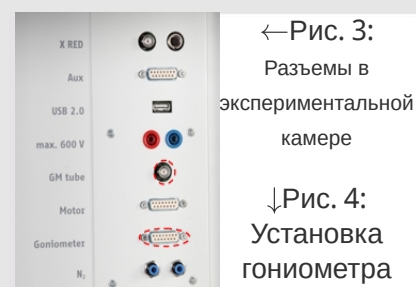 X RED
Aux
USB 2.0
max. 600 V
GM tube
Motor
Goniometer
N₂
←Рис. 3:
Разъемы в
экспериментальной
камере
↓Рис. 4:
Установка
гониометра